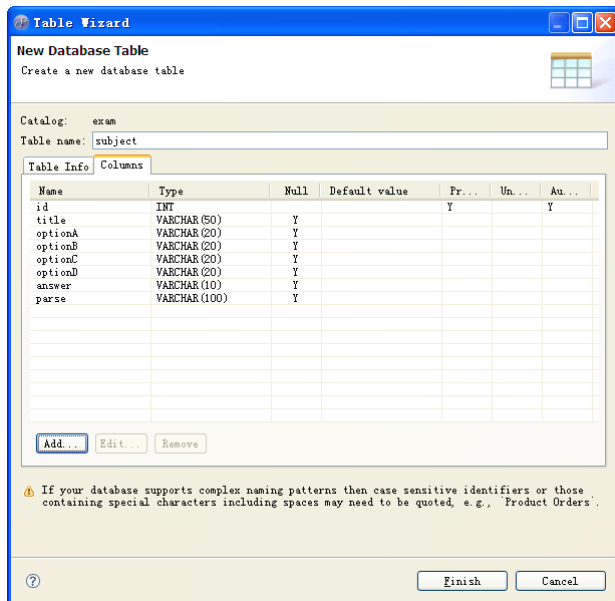 Table Wizard
New Database Table
Create a new database table
Catalog: exam
Table name: subject
Table Info Columns
Name Type Null Default value Pr... Un... Au...
id INT Y Y
title VARCHAR(50) Y
optionA VARCHAR(20) Y
optionB VARCHAR(20) Y
optionC VARCHAR(20) Y
optionD VARCHAR(20) Y
answer VARCHAR(10) Y
parse VARCHAR(100) Y
Add... Edit... Remove
If your database supports complex naming patterns then case sensitive identifiers or those
containing special characters including spaces may need to be quoted, e.g., `Product Orders`.
? Finish Cancel